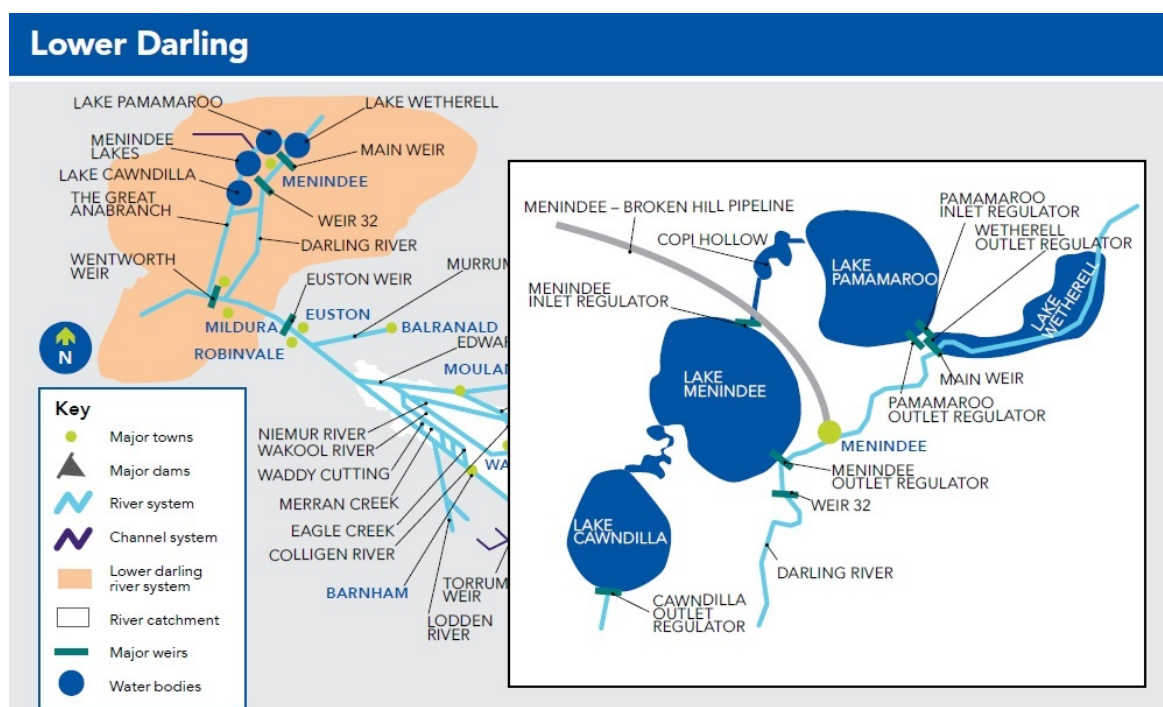 Lower Darling
LAKE PAMAMAROO
LAKE WETHERELL
MENINDEE
LAKES
MAIN WEIR
LAKE CAWNDILLA
MENINDEE
THE GREAT
ANABRANCH
WEIR 32
DARLING RIVER
WENTWORTH
WEIR
MURRUM
EUSTON WEIR
EUSTON
MILDURA
BALRANALD
ROBINVALE
EDWAR
MOULAN
N
NIEMUR RIVER
WAKOOL RIVER
WA
WADDY CUTTING
MERRAN CREEK
EAGLE CREEK
COLLIGEN RIVER
BARNHAM
TORRUM
WEIR
LODDEN
RIVER
Key
Major towns
Major dams
River system
Channel system
Lower darling
river system
River catchment
Major weirs
Water bodies
MENINDEE – BROKEN HILL PIPELINE
PAMAMAROO
INLET REGULATOR
WETHERELL
OUTLET REGULATOR
COPI HOLLOW
LAKE
PAMAMAROO
LAKE
WETHERELL
MENINDEE
INLET REGULATOR
MAIN WEIR
LAKE
MENINDEE
PAMAMAROO
OUTLET REGULATOR
MENINDEE
MENINDEE
OUTLET REGULATOR
WEIR 32
LAKE
CAWNDILLA
DARLING RIVER
CAWNDILLA
OUTLET
REGULATOR